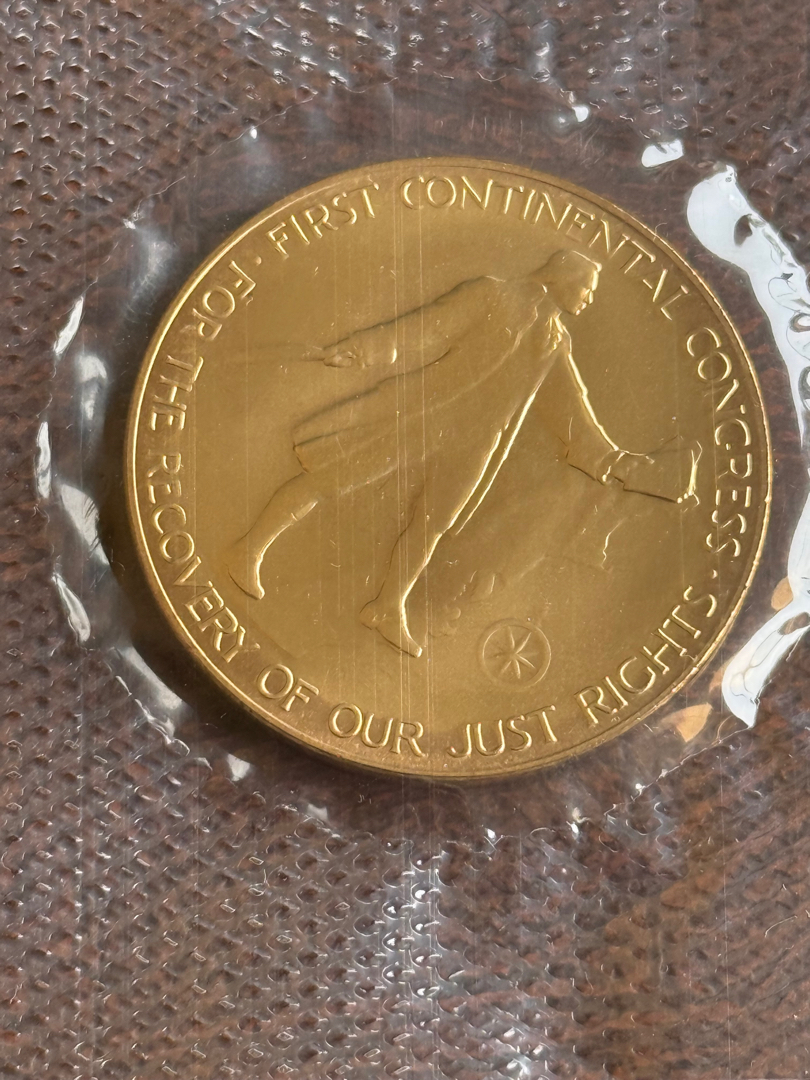 FIRST CONTINENTAL CONGRESS ·
FOR THE RECOVERY OF OUR JUST RIGHTS ·